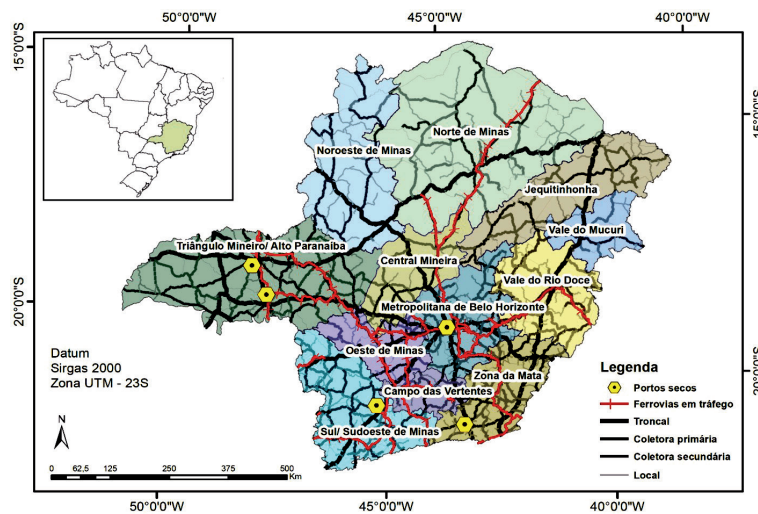 50°0'0"W 45°0'0"W 40°0'0"W
15°0'0"S
15°0'0"S
Norte de Minas
Noroeste de Minas
Jequitinhonha
Vale do Mucuri
Triângulo Mineiro/ Alto Paranaiba
Central Mineira
Vale do Rio Doce
Metropolitana de Belo Horizonte
20°0'0"S
20°0'0"S
Oeste de Minas
Zona da Mata
Campo das Vertentes
Sul/ Sudoeste de Minas
Datum
Sirgas 2000
Zona UTM - 23S
N
0 62,5 125 250 375 500
Km
Legenda
Portos secos
Ferrovias em tráfego
Troncal
Coletora primária
Coletora secundária
Local
50°0'0"W 45°0'0"W 40°0'0"W